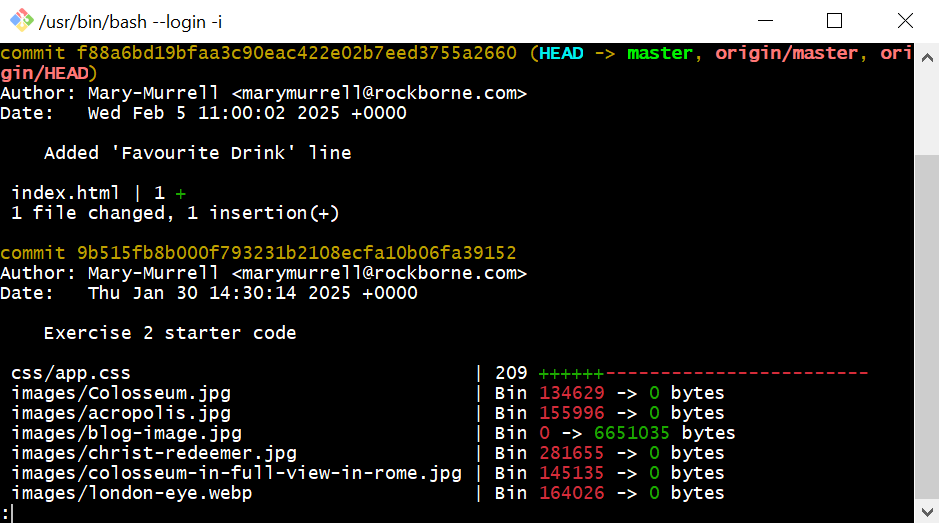 /usr/bin/bash --login -i
commit f88a6bd19bfaa3c90eac422e02b7eed3755a2660 (HEAD -> master, origin/master, ori
gin/HEAD)
Author: Mary-Murrell <marymurrell@rockborne.com>
Date:   Wed Feb 5 11:00:02 2025 +0000

    Added 'Favourite Drink' line

 index.html | 1 +
 1 file changed, 1 insertion(+)

commit 9b515fb8b000f793231b2108ecfa10b06fa39152
Author: Mary-Murrell <marymurrell@rockborne.com>
Date:   Thu Jan 30 14:30:14 2025 +0000

    Exercise 2 starter code

 css/app.css                               | 209 ++++++------------------------
 images/Colosseum.jpg                      | Bin 134629 -> 0 bytes
 images/acropolis.jpg                      | Bin 155996 -> 0 bytes
 images/blog-image.jpg                     | Bin 0 -> 6651035 bytes
 images/christ-redeemer.jpg                | Bin 281655 -> 0 bytes
 images/colosseum-in-full-view-in-rome.jpg | Bin 145135 -> 0 bytes
 images/london-eye.webp                    | Bin 164026 -> 0 bytes
: